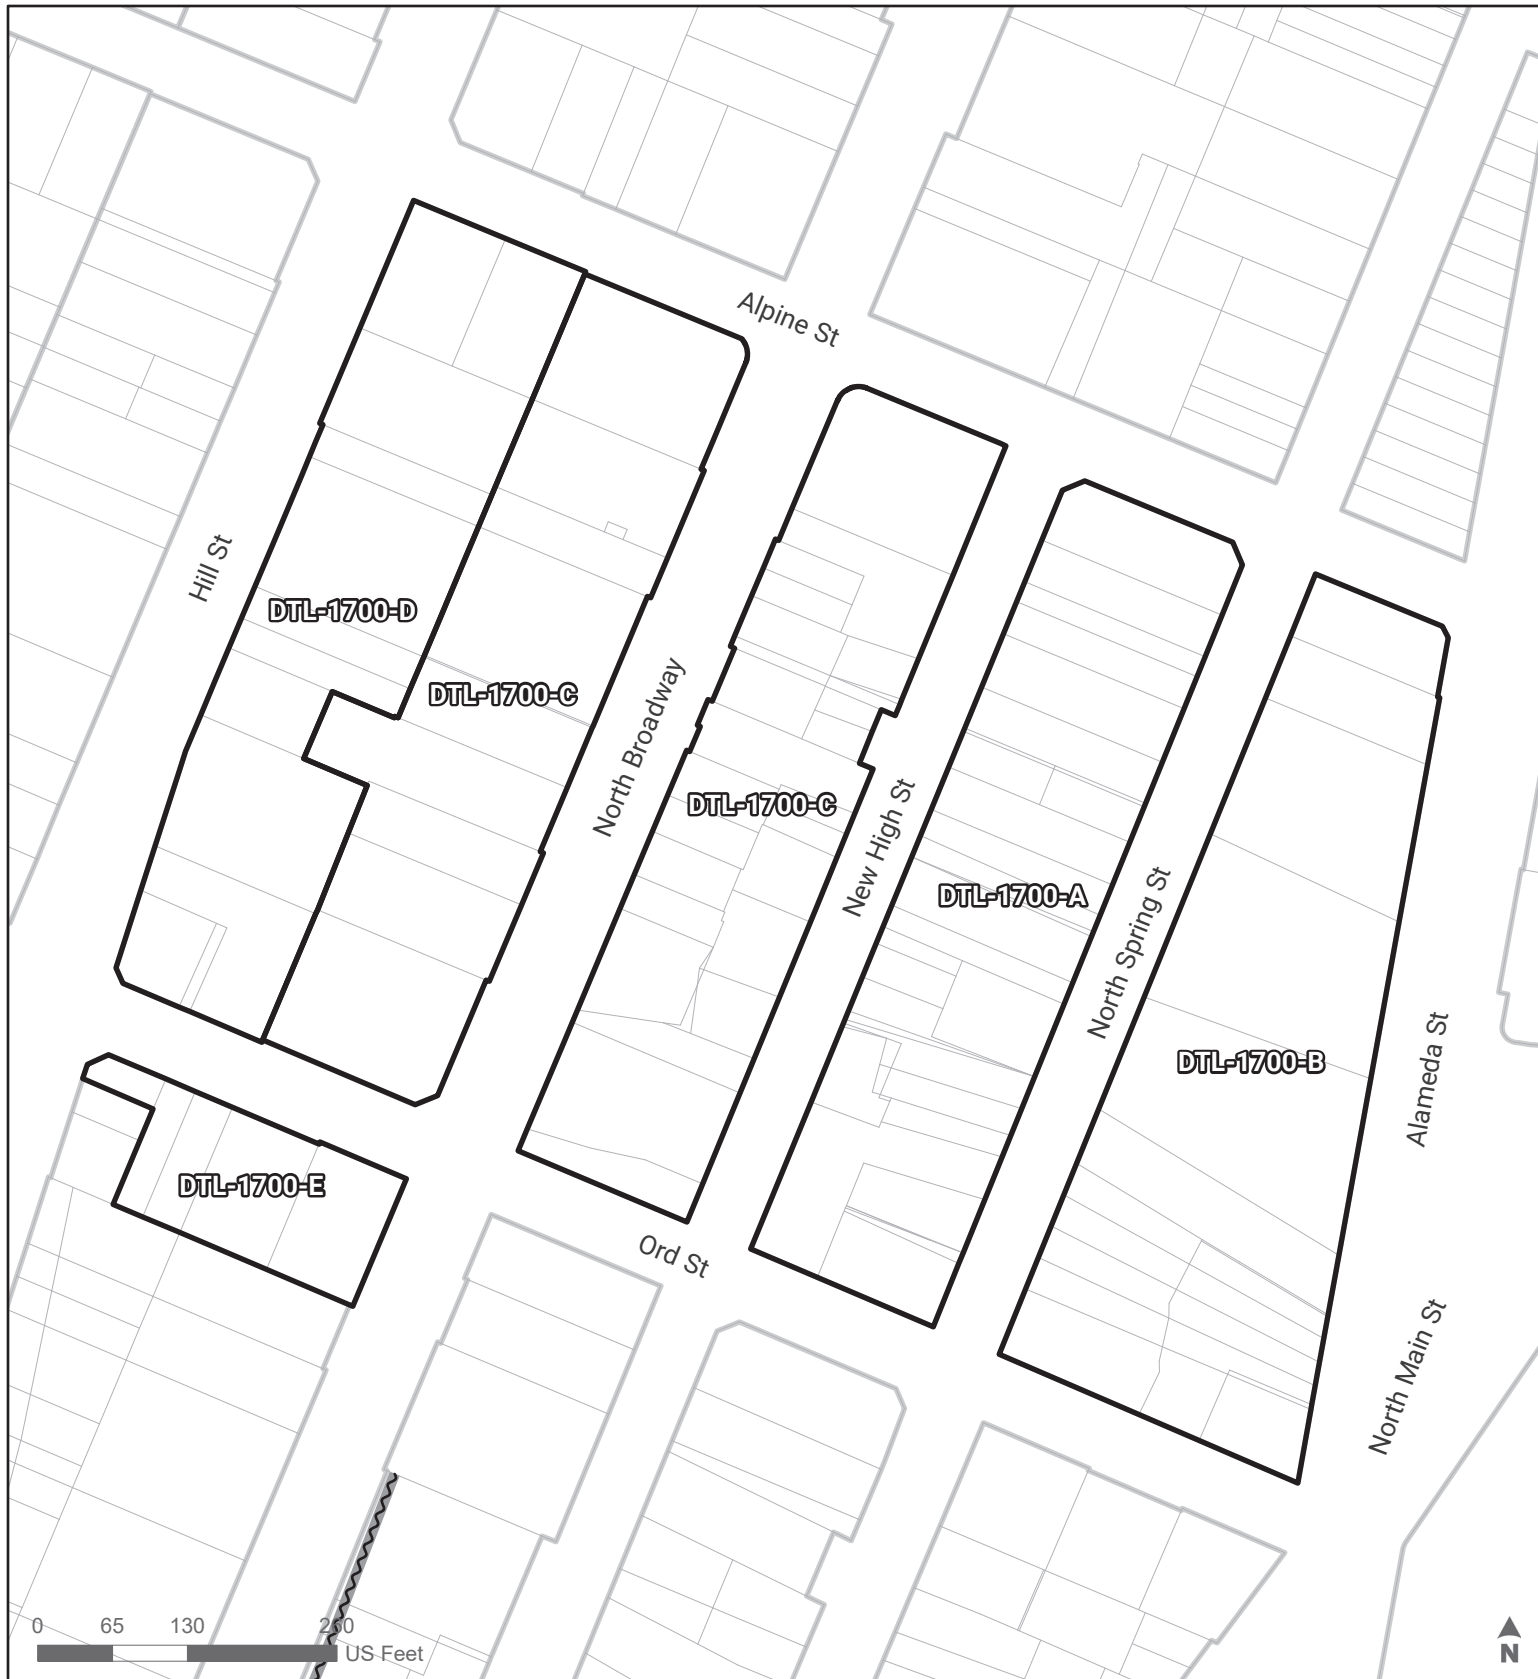 Alpine St
Hill St
DTL-1700-D
DTL-1700-C
North Broadway
DTL-1700-C
New High St
DTL-1700-A
North Spring St
DTL-1700-B
Alameda St
DTL-1700-E
Ord St
North Main St
0 65 130 260
US Feet
N